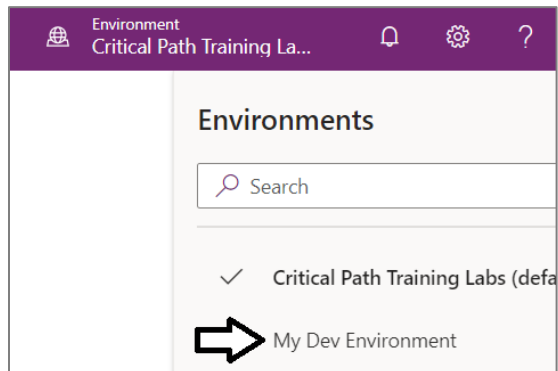 Environment
Critical Path Training La...
?
Environments
Search
Critical Path Training Labs (defa
My Dev Environment